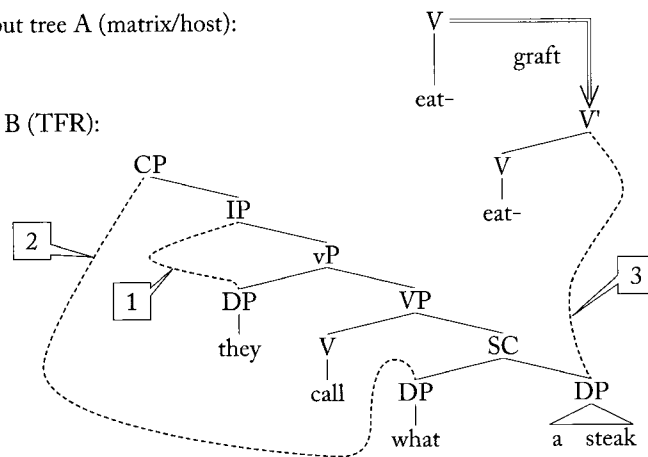 out tree A (matrix/host):
V
graft
eat-
B (TFR):
V'
CP
V
IP
eat-
2
vP
1
DP
VP
3
they
V
SC
call
DP
DP
what
a steak